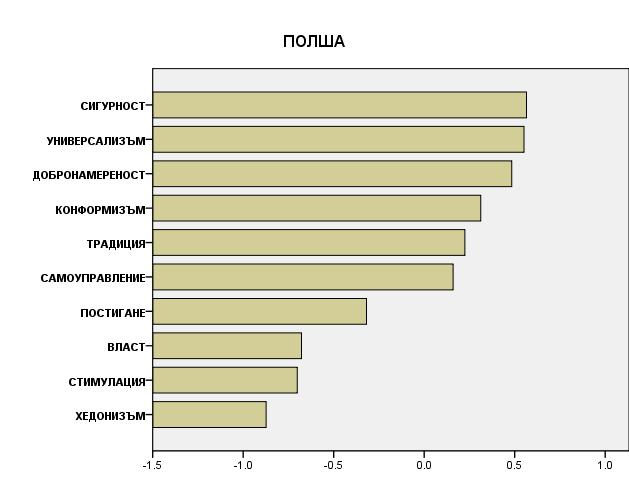 ПОЛША
СИГУРНОСТ
УНИВЕРСАЛИЗЪМ
ДОБРОНАМЕРЕНОСТ
КОНФОРМИЗЪМ
ТРАДИЦИЯ
САМОУПРАВЛЕНИЕ
ПОСТИГАНЕ
ВЛАСТ
СТИМУЛАЦИЯ
ХЕДОНИЗЪМ
-1.5 -1.0 -0.5 0.0 0.5 1.0